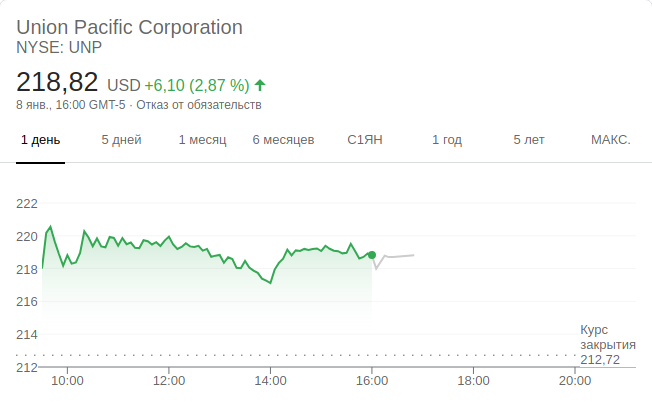 Union Pacific Corporation
NYSE: UNP
218,82 USD +6,10 (2,87 %)
8 янв., 16:00 GMT-5 · Отказ от обязательств
1 день 5 дней 1 месяц 6 месяцев С1ЯН 1 год 5 лет МАКС.
222
220
218
216
214
Курс
закрытия
212,72
212
10:00 12:00 14:00 16:00 18:00 20:00